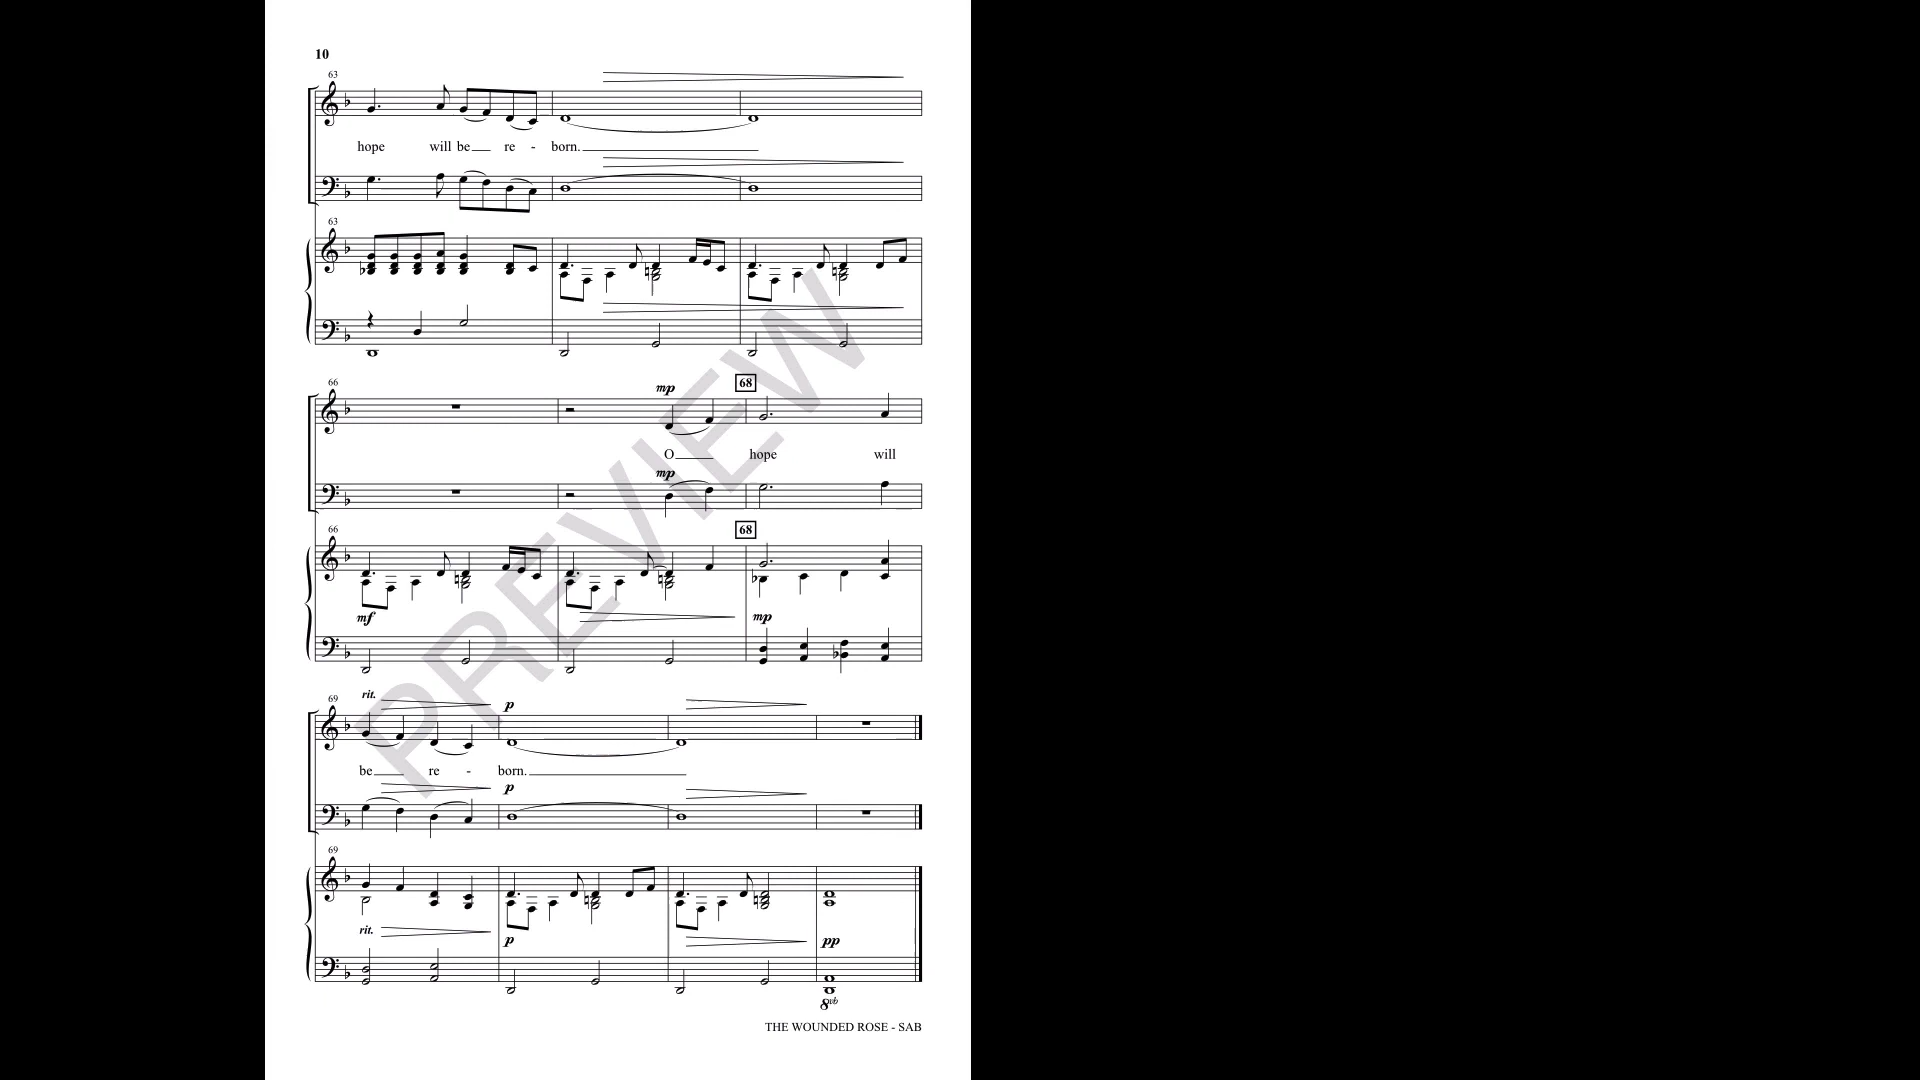 10
63
hope will be re - born.
63
66
mp
68
O hope will
mp
66
68
mf
mp
69
rit.
p
be re - born.
p
69
rit.
p
pp
8vb
THE WOUNDED ROSE - SAB
PREVIEW